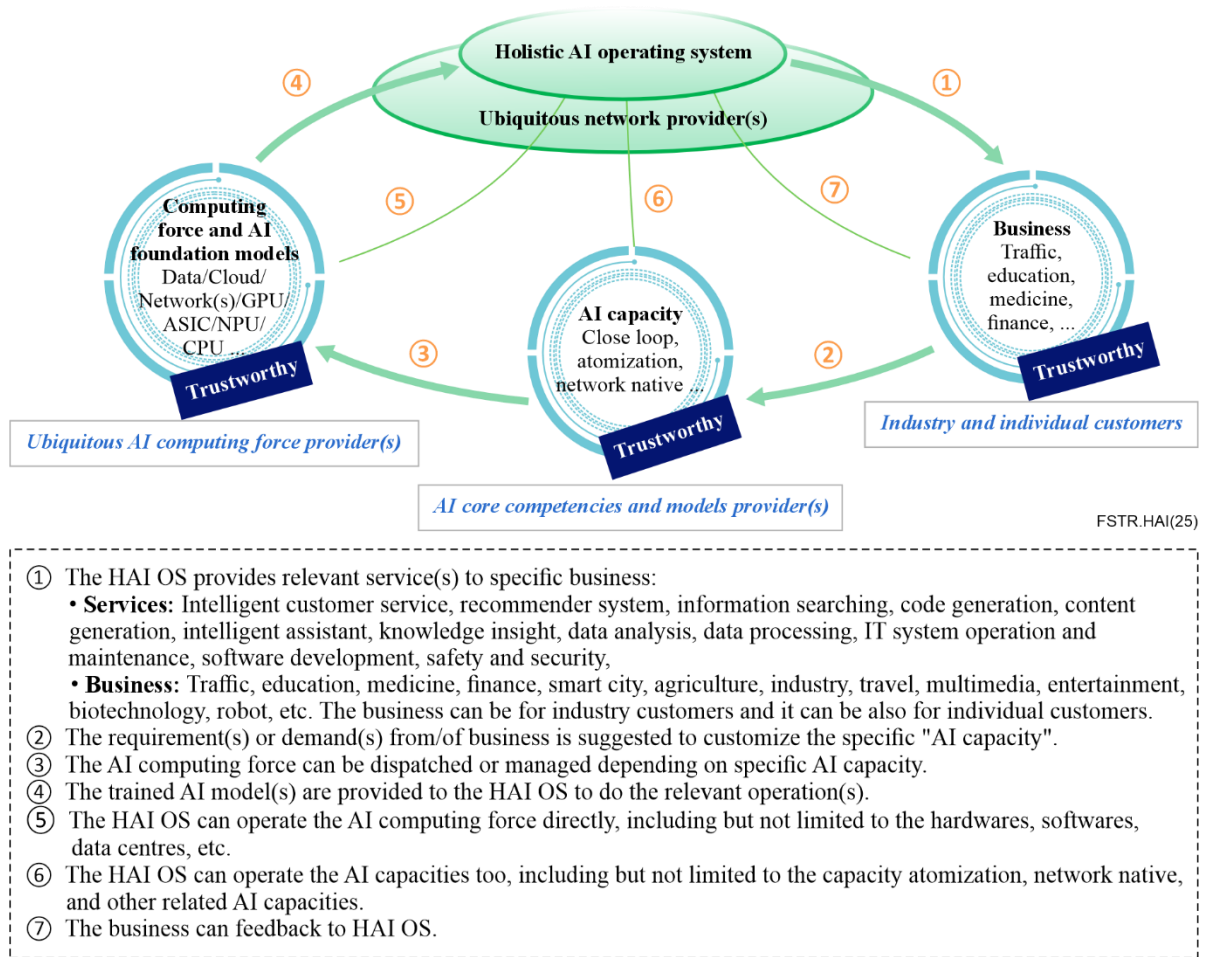 Holistic AI operating system
Ubiquitous network provider(s)
④
①
⑤
⑥
⑦
Computing
force and AI
foundation models
Data/Cloud/
Network(s)/GPU/
ASIC/NPU/
CPU ...
Trustworthy
Ubiquitous AI computing force provider(s)
③
AI capacity
Close loop,
atomization,
network native ...
Trustworthy
AI core competencies and models provider(s)
②
Business
Traffic,
education,
medicine,
finance, ...
Trustworthy
Industry and individual customers
FSTR.HAI(25)
① The HAI OS provides relevant service(s) to specific business:
• Services: Intelligent customer service, recommender system, information searching, code generation, content
generation, intelligent assistant, knowledge insight, data analysis, data processing, IT system operation and
maintenance, software development, safety and security,
• Business: Traffic, education, medicine, finance, smart city, agriculture, industry, travel, multimedia, entertainment,
biotechnology, robot, etc. The business can be for industry customers and it can be also for individual customers.
② The requirement(s) or demand(s) from/of business is suggested to customize the specific "AI capacity".
③ The AI computing force can be dispatched or managed depending on specific AI capacity.
④ The trained AI model(s) are provided to the HAI OS to do the relevant operation(s).
⑤ The HAI OS can operate the AI computing force directly, including but not limited to the hardwares, softwares,
data centres, etc.
⑥ The HAI OS can operate the AI capacities too, including but not limited to the capacity atomization, network native,
and other related AI capacities.
⑦ The business can feedback to HAI OS.